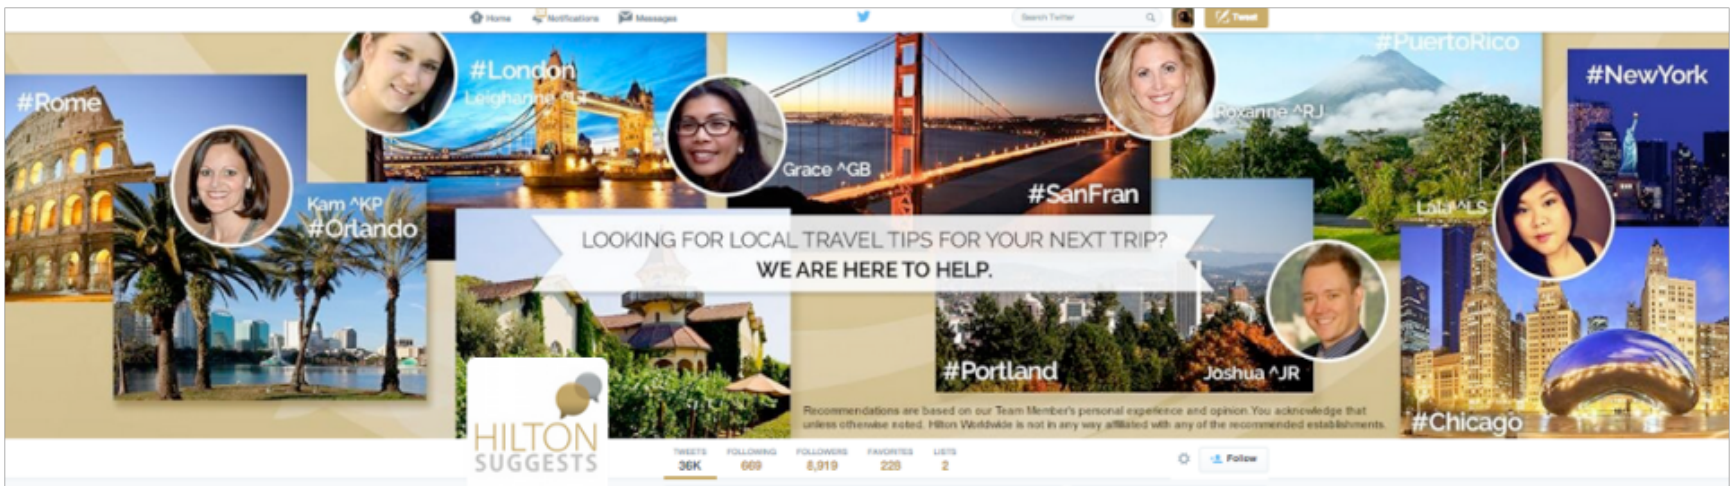 Home Notifications Messages Search Twitter Tweet
#Rome
#London
Leighanne
#PuertoRico
#NewYork
Roxanne ^RJ
Grace ^GB
#SanFran
Kam ^KP
#Orlando
Lola ^LS
LOOKING FOR LOCAL TRAVEL TIPS FOR YOUR NEXT TRIP?
WE ARE HERE TO HELP.
#Portland
Joshua ^JR
#Chicago
Recommendations are based on our Team Member's personal experience and opinion. You acknowledge that
unless otherwise noted, Hilton Worldwide is not in any way affiliated with any of the recommended establishments.
HILTON
SUGGESTS
TWEETS FOLLOWING FOLLOWERS FAVORITES LISTS
36K 669 8,919 228 2
Follow